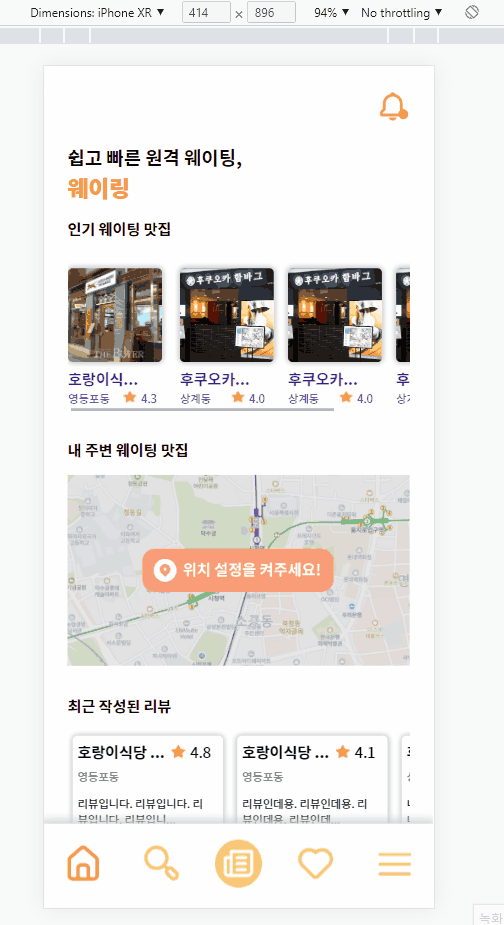 Dimensions: iPhone XR ▼ 414 × 896 94% ▼ No throttling ▼
쉽고 빠른 원격 웨이팅,
웨이링
인기 웨이팅 맛집
THE BOXER
후쿠오카 함바그
후쿠오카 함바그
호랑이식...
후쿠오카...
후쿠오카...
후
영등포동 4.3
상계동 4.0
상계동 4.0
내 주변 웨이팅 맛집
위치 설정을 켜주세요!
시청역
소공동
최근 작성된 리뷰
호랑이식당 ... 4.8
영등포동
리뷰입니다. 리뷰입니다. 리
뷰입니다. 리뷰입니...
호랑이식당 ... 4.1
영등포동
리뷰인데용. 리뷰인데용. 리
뷰인데용. 리뷰인데...
녹화